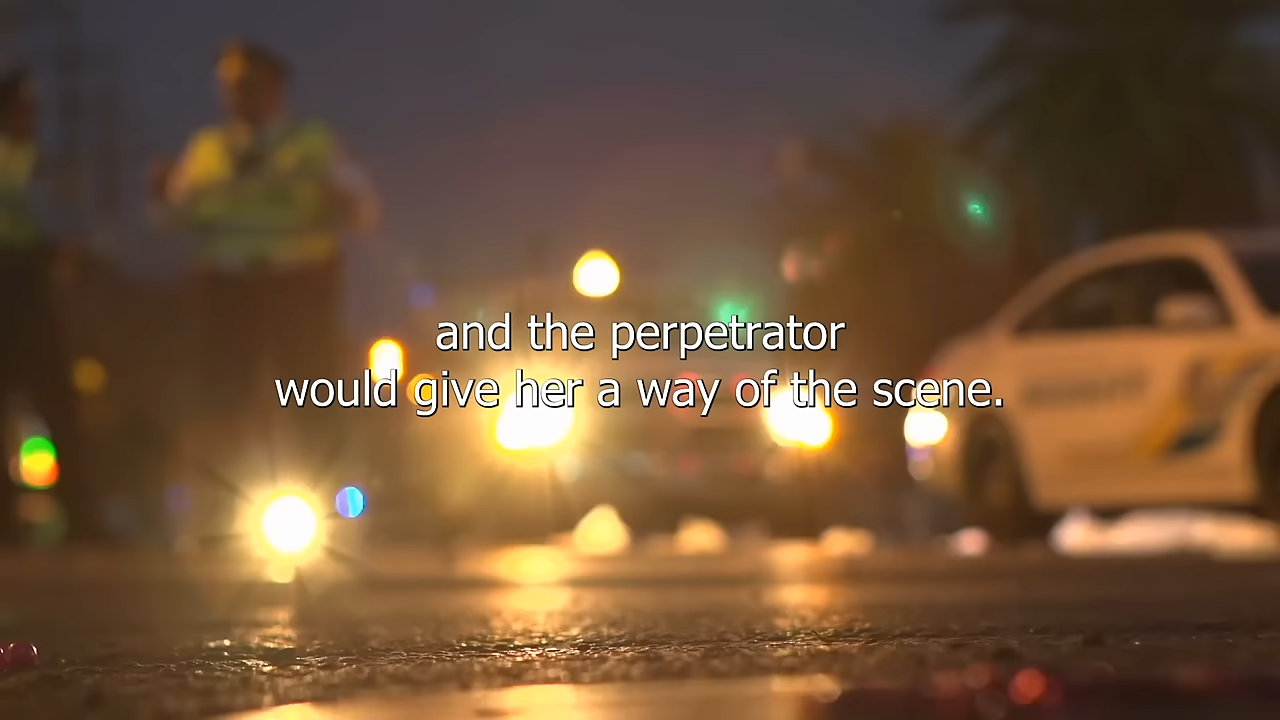 and the perpetrator
would give her a way of the scene.